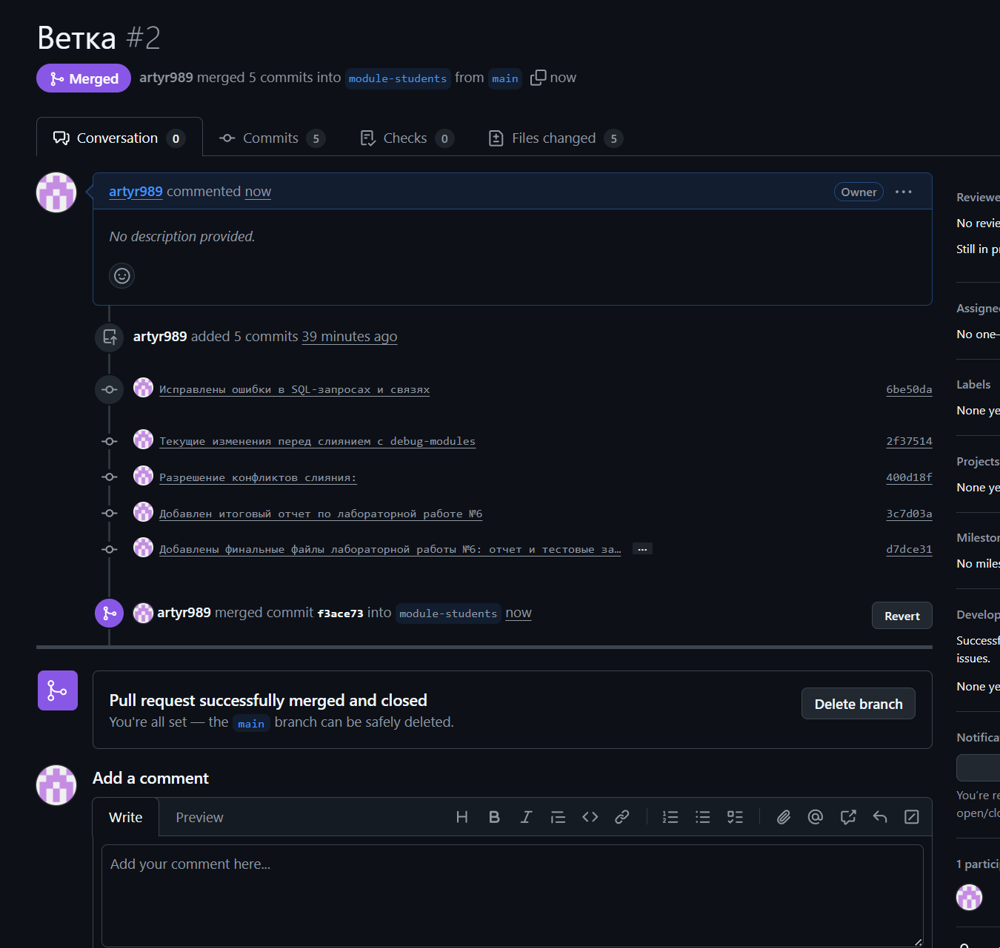 Ветка #2
Merged artyr989 merged 5 commits into module-students from main now
Conversation 0 Commits 5 Checks 0 Files changed 5
artyr989 commented now Owner
No description provided.
artyr989 added 5 commits 39 minutes ago
Исправлены ошибки в SQL-запросах и связях 6be50da
Текущие изменения перед слиянием с debug-modules 2f37514
Разрешение конфликтов слияния: 400d18f
Добавлен итоговый отчет по лабораторной работе №6 3c7d03a
Добавлены финальные файлы лабораторной работы №6: отчет и тестовые за… ... d7dce31
artyr989 merged commit f3ace73 into module-students now Revert
Pull request successfully merged and closed
You're all set — the main branch can be safely deleted.
Delete branch
Add a comment
Write Preview
Add your comment here...
Reviewe
No revie
Still in pr
Assignee
No one–
Labels
None ye
Projects
None ye
Mileston
No miles
Develop
Successf
issues.
None ye
Notifica
You're re
open/clo
1 partici